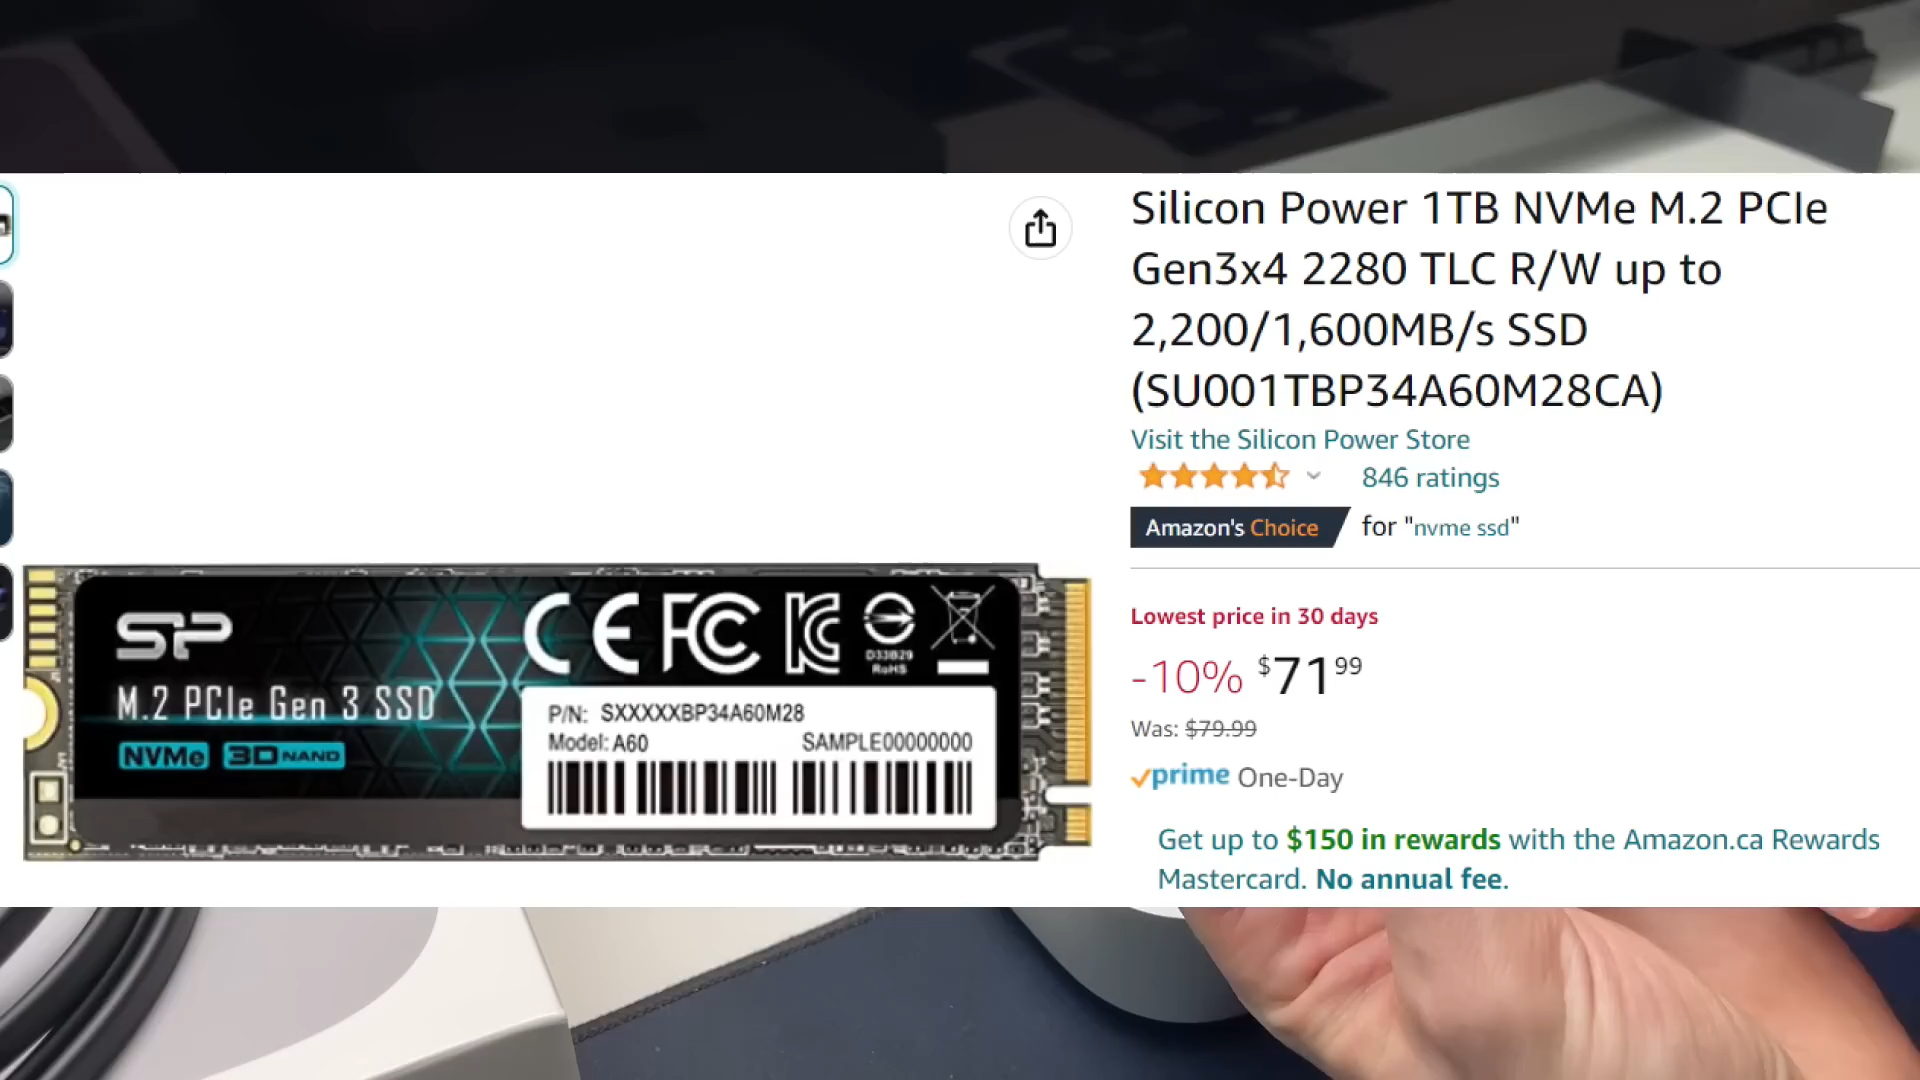 Silicon Power 1TB NVMe M.2 PCIe
Gen3x4 2280 TLC R/W up to
2,200/1,600MB/s SSD
(SU001TBP34A60M28CA)
Visit the Silicon Power Store
846 ratings
Amazon's Choice for "nvme ssd"
Lowest price in 30 days
-10% $71 99
Was: $79.99
prime One-Day
Get up to $150 in rewards with the Amazon.ca Rewards
Mastercard. No annual fee.
SP
M.2 PCIe Gen 3 SSD
NVMe 3D NAND
CE FC
D33B29
RoHS
P/N: SXXXXXBP34A60M28
Model: A60 SAMPLE00000000